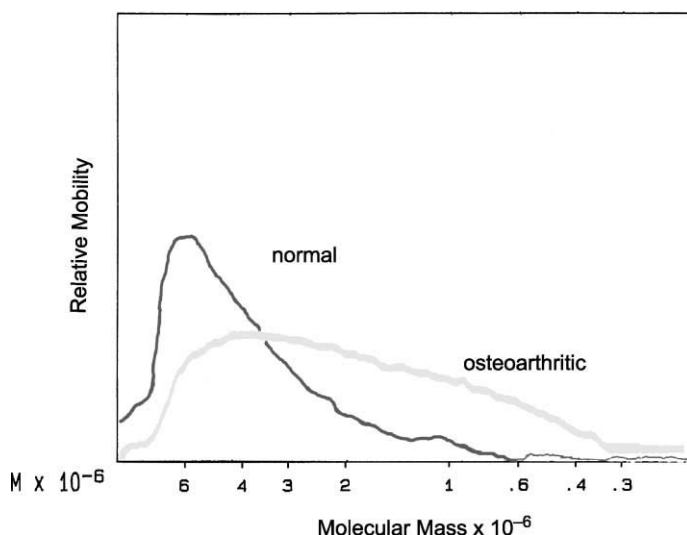 Relative Mobility
normal
osteoarthritic
M x 10⁻⁶
6 4 3 2 1 .6 .4 .3
Molecular Mass x 10⁻⁶